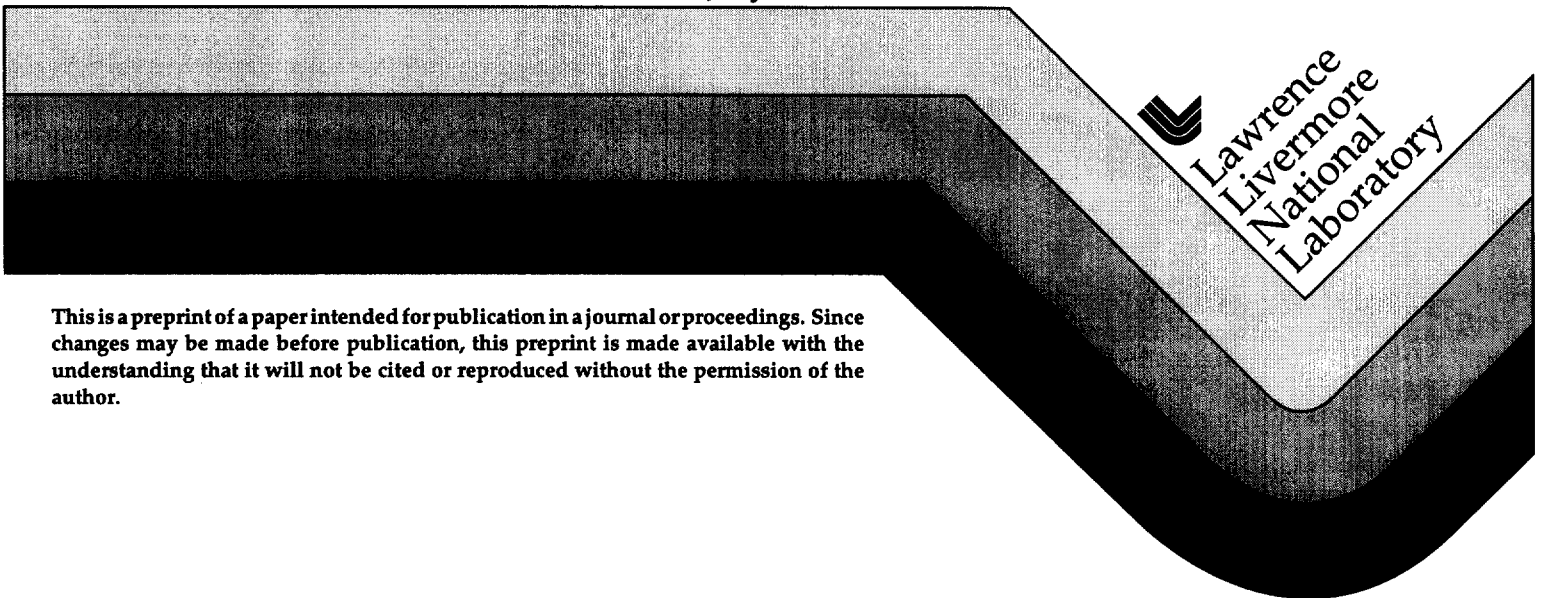 Lawrence
Livermore
National
Laboratory
This is a preprint of a paper intended for publication in a journal or proceedings. Since
changes may be made before publication, this preprint is made available with the
understanding that it will not be cited or reproduced without the permission of the
author.